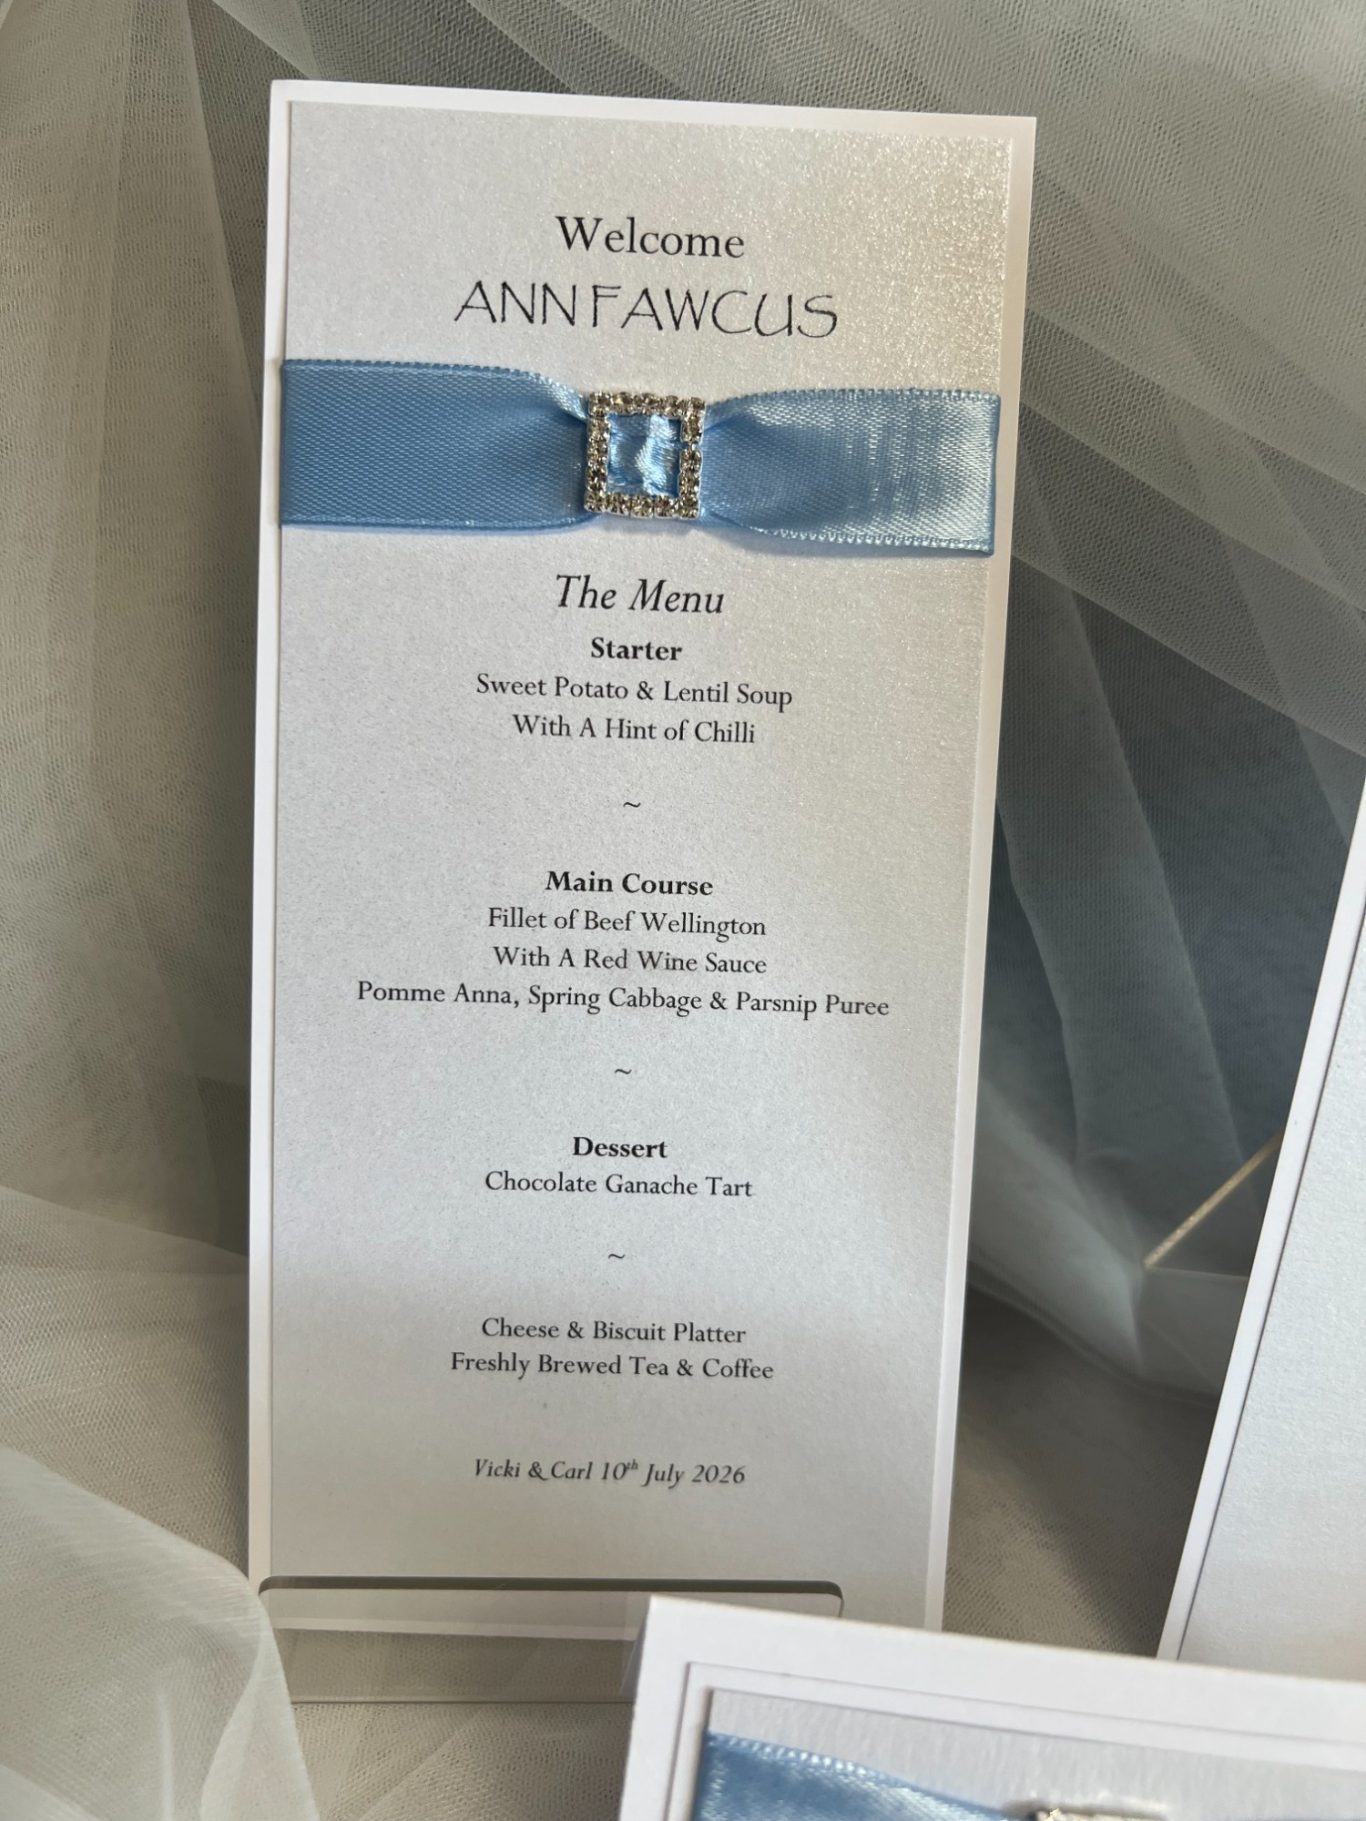 Welcome
ANN FAWCUS
The Menu
Starter
Sweet Potato & Lentil Soup
With A Hint of Chilli
~
Main Course
Fillet of Beef Wellington
With A Red Wine Sauce
Pomme Anna, Spring Cabbage & Parsnip Puree
~
Dessert
Chocolate Ganache Tart
~
Cheese & Biscuit Platter
Freshly Brewed Tea & Coffee
Vicki & Carl 10th July 2026